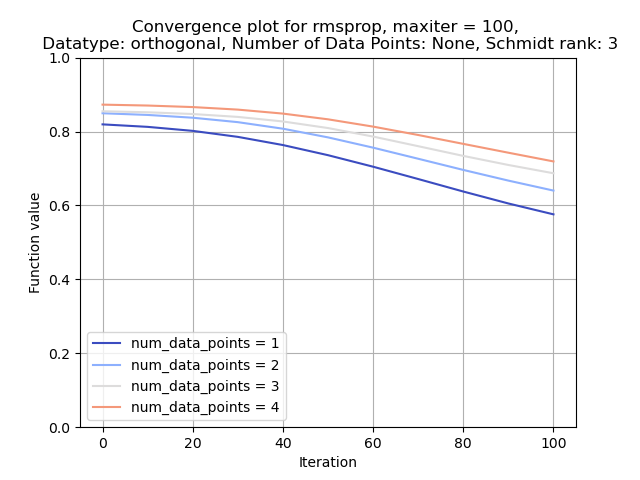 Convergence plot for rmsprop, maxiter = 100,
Datatype: orthogonal, Number of Data Points: None, Schmidt rank: 3
1.0
0.8
0.6
0.4
0.2
0.0
Function value
num_data_points = 1
num_data_points = 2
num_data_points = 3
num_data_points = 4
0 20 40 60 80 100
Iteration